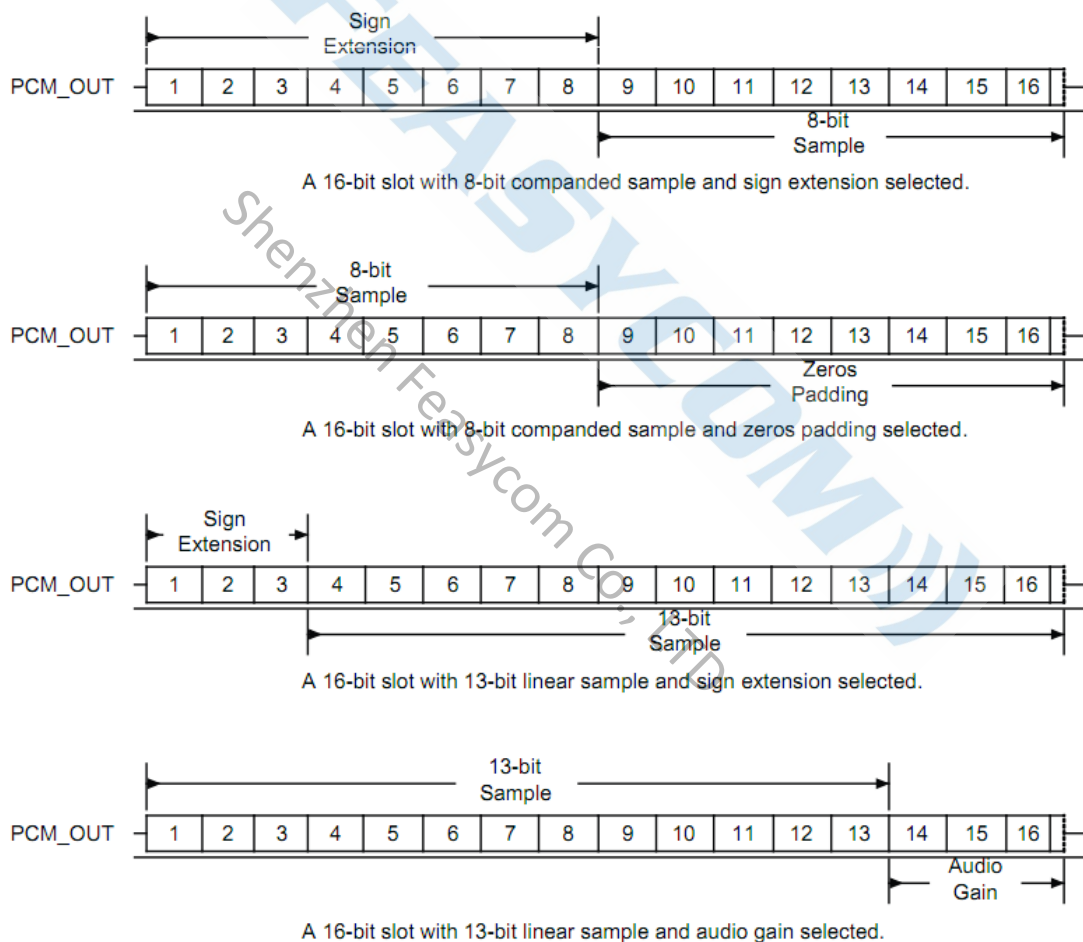 Sign
Extension
PCM_OUT 1 2 3 4 5 6 7 8 9 10 11 12 13 14 15 16
8-bit
Sample
A 16-bit slot with 8-bit companded sample and sign extension selected.
8-bit
Sample
PCM_OUT 1 2 3 4 5 6 7 8 9 10 11 12 13 14 15 16
Zeros
Padding
A 16-bit slot with 8-bit companded sample and zeros padding selected.
Sign
Extension
PCM_OUT 1 2 3 4 5 6 7 8 9 10 11 12 13 14 15 16
13-bit
Sample
A 16-bit slot with 13-bit linear sample and sign extension selected.
13-bit
Sample
PCM_OUT 1 2 3 4 5 6 7 8 9 10 11 12 13 14 15 16
Audio
Gain
A 16-bit slot with 13-bit linear sample and audio gain selected.
FEASYCOM
Shenzhen Feasycom Co., LTD